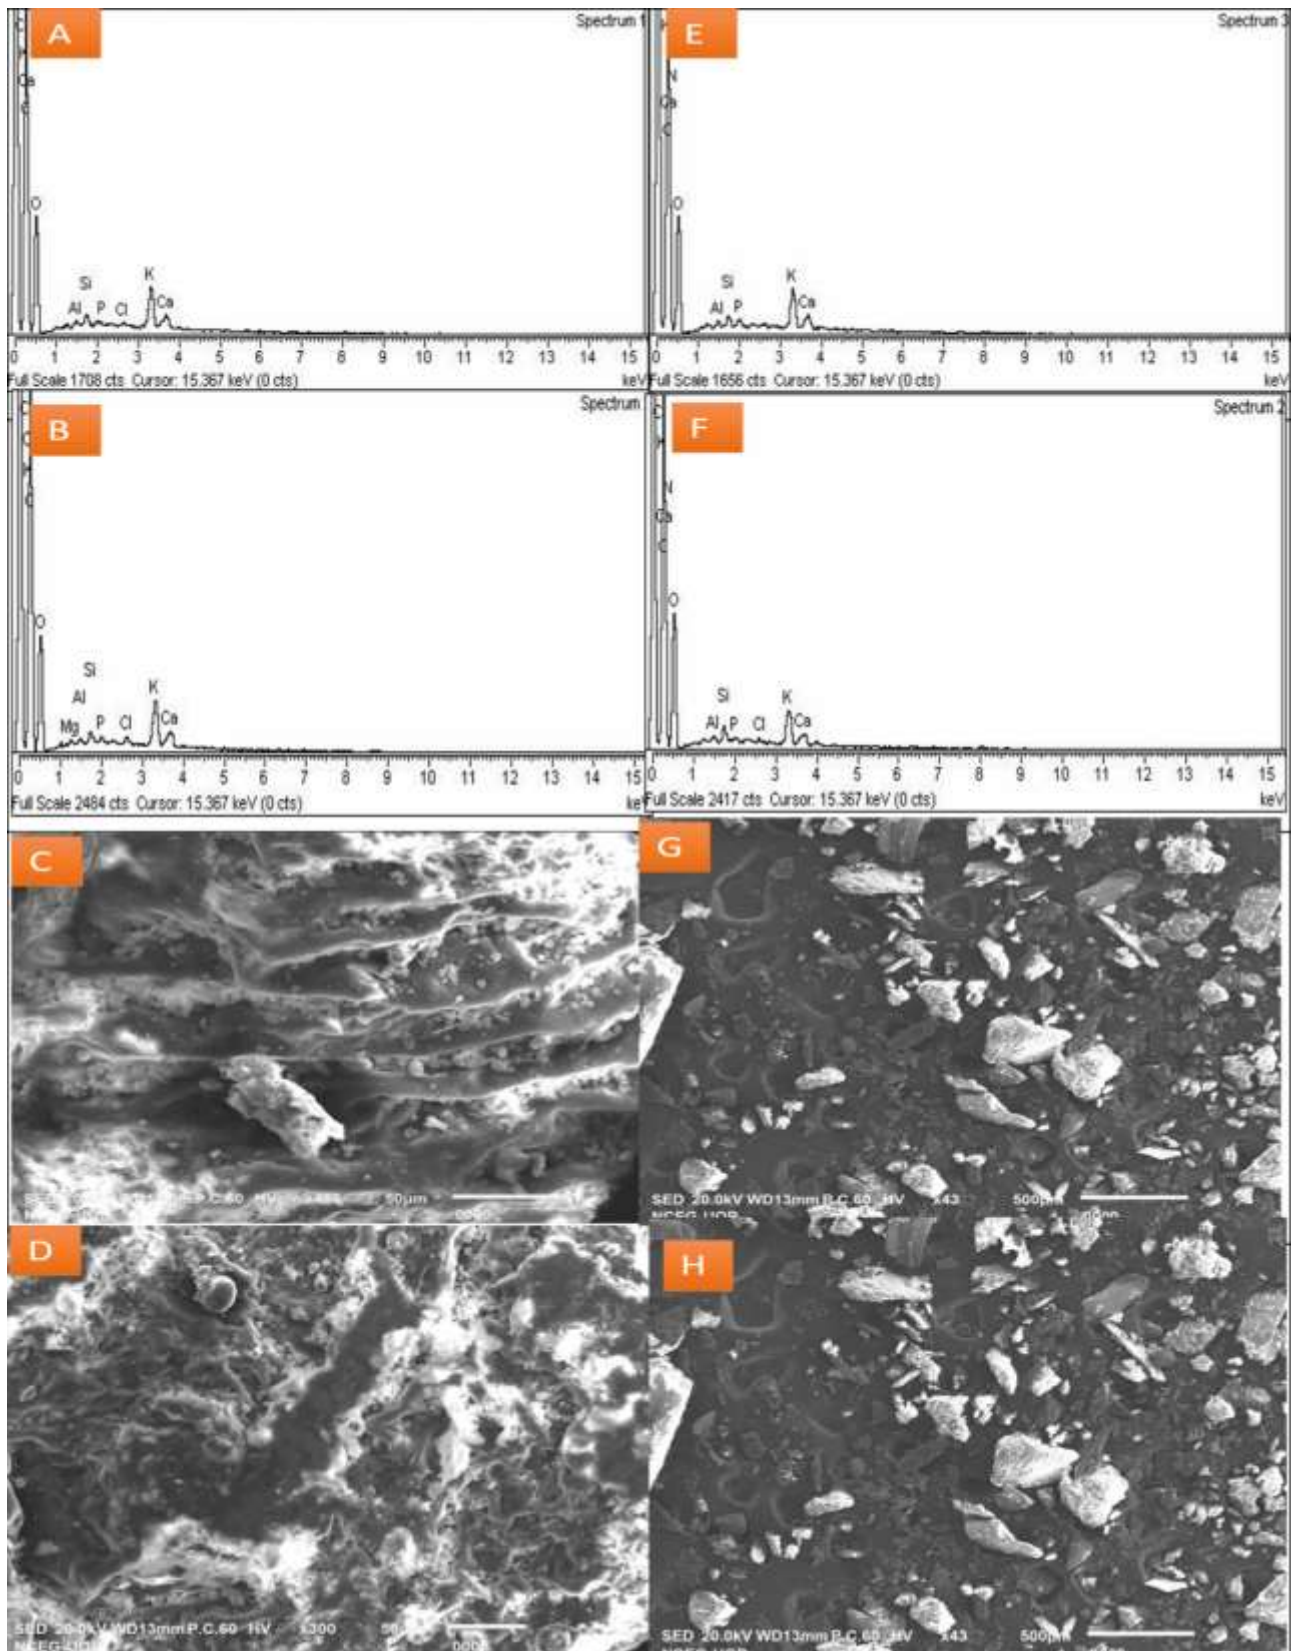 A
Spectrum 1
Ca
O
Si
Al
P
Cl
K
Ca
0 1 2 3 4 5 6 7 8 9 10 11 12 13 14 15
Full Scale 1708 cts Cursor: 15.367 keV (0 cts)
keV
E
Spectrum 3
N
Ca
C
O
Si
Al
P
K
Ca
0 1 2 3 4 5 6 7 8 9 10 11 12 13 14 15
Full Scale 1656 cts Cursor: 15.367 keV (0 cts)
keV
B
Spectrum
O
Si
Al
Mg
P
Cl
K
Ca
0 1 2 3 4 5 6 7 8 9 10 11 12 13 14 15
Full Scale 2484 cts Cursor: 15.367 keV (0 cts)
ke
F
Spectrum 2
N
Ca
C
O
Si
Al
P
Cl
K
Ca
0 1 2 3 4 5 6 7 8 9 10 11 12 13 14 15
Full Scale 2417 cts Cursor: 15.367 keV (0 cts)
keV
C
SED P.C.60 HV 50µm
G
SED 20.0kV WD13mm P.C.60 HV x43 500µm
D
SED 20.0kV WD13mm P.C.60 HV x300
H
SED 20.0kV WD13mm P.C.60 HV x43 500µm